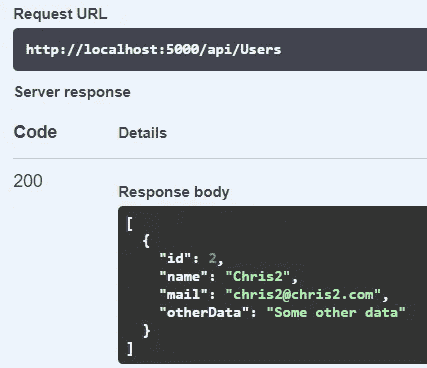 Request URL
http://localhost:5000/api/Users
Server response
Code Details
200
Response body
[
{
"id": 2,
"name": "Chris2",
"mail": "chris2@chris2.com",
"otherData": "Some other data"
}
]